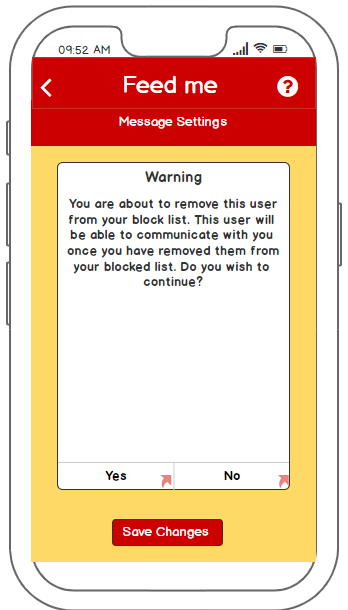 09:52 AM
Feed me
?
Message Settings
Warning
You are about to remove this user
from your block list. This user will
be able to communicate with you
once you have removed them from
your blocked list. Do you wish to
continue?
Yes
No
Save Changes